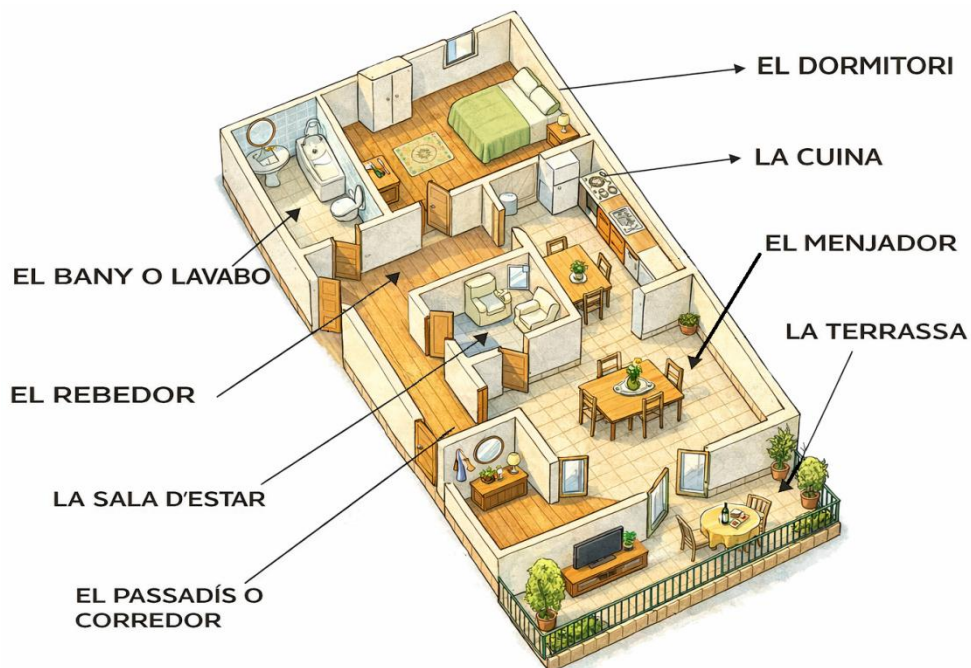 EL DORMITORI
LA CUINA
EL MENJADOR
EL BANY O LAVABO
LA TERRASSA
EL REBEDOR
LA SALA D'ESTAR
EL PASSADÍS O
CORREDOR